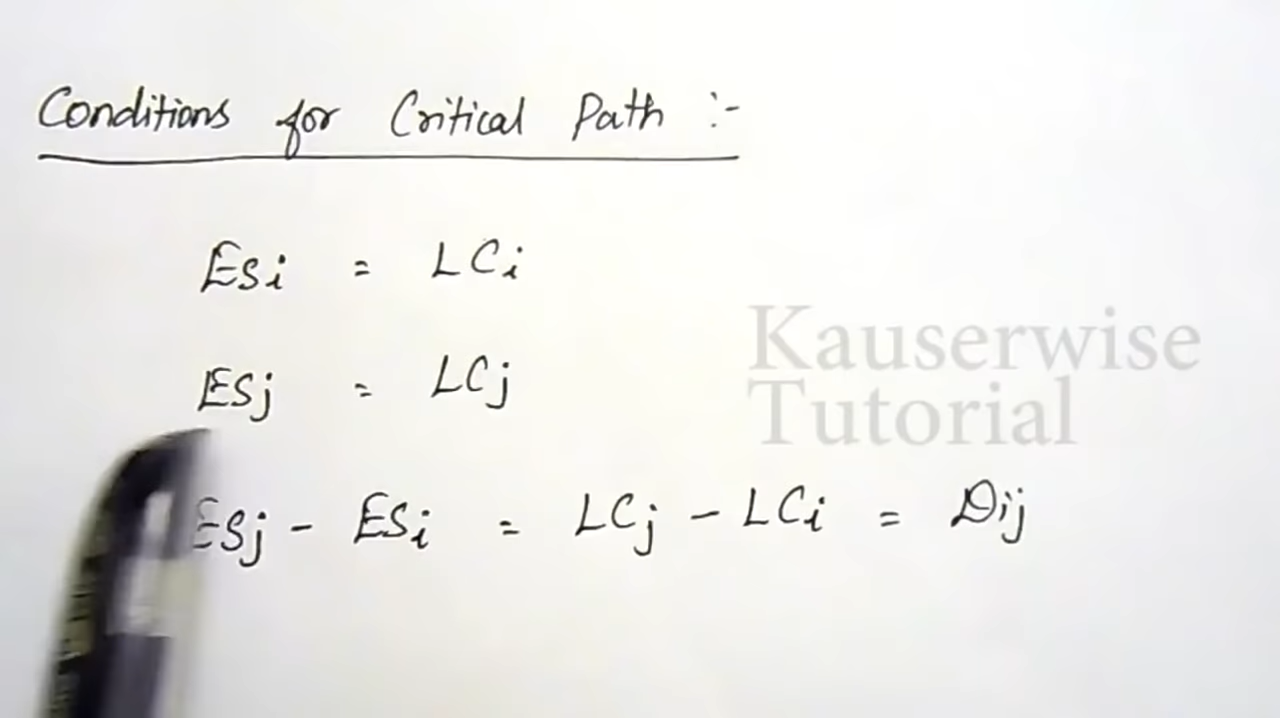 Conditions for Critical Path :-
ESi = LCi
ESj = LCj
Kauserwise
Tutorial
ESj - ESi = LCj - LCi = Dij